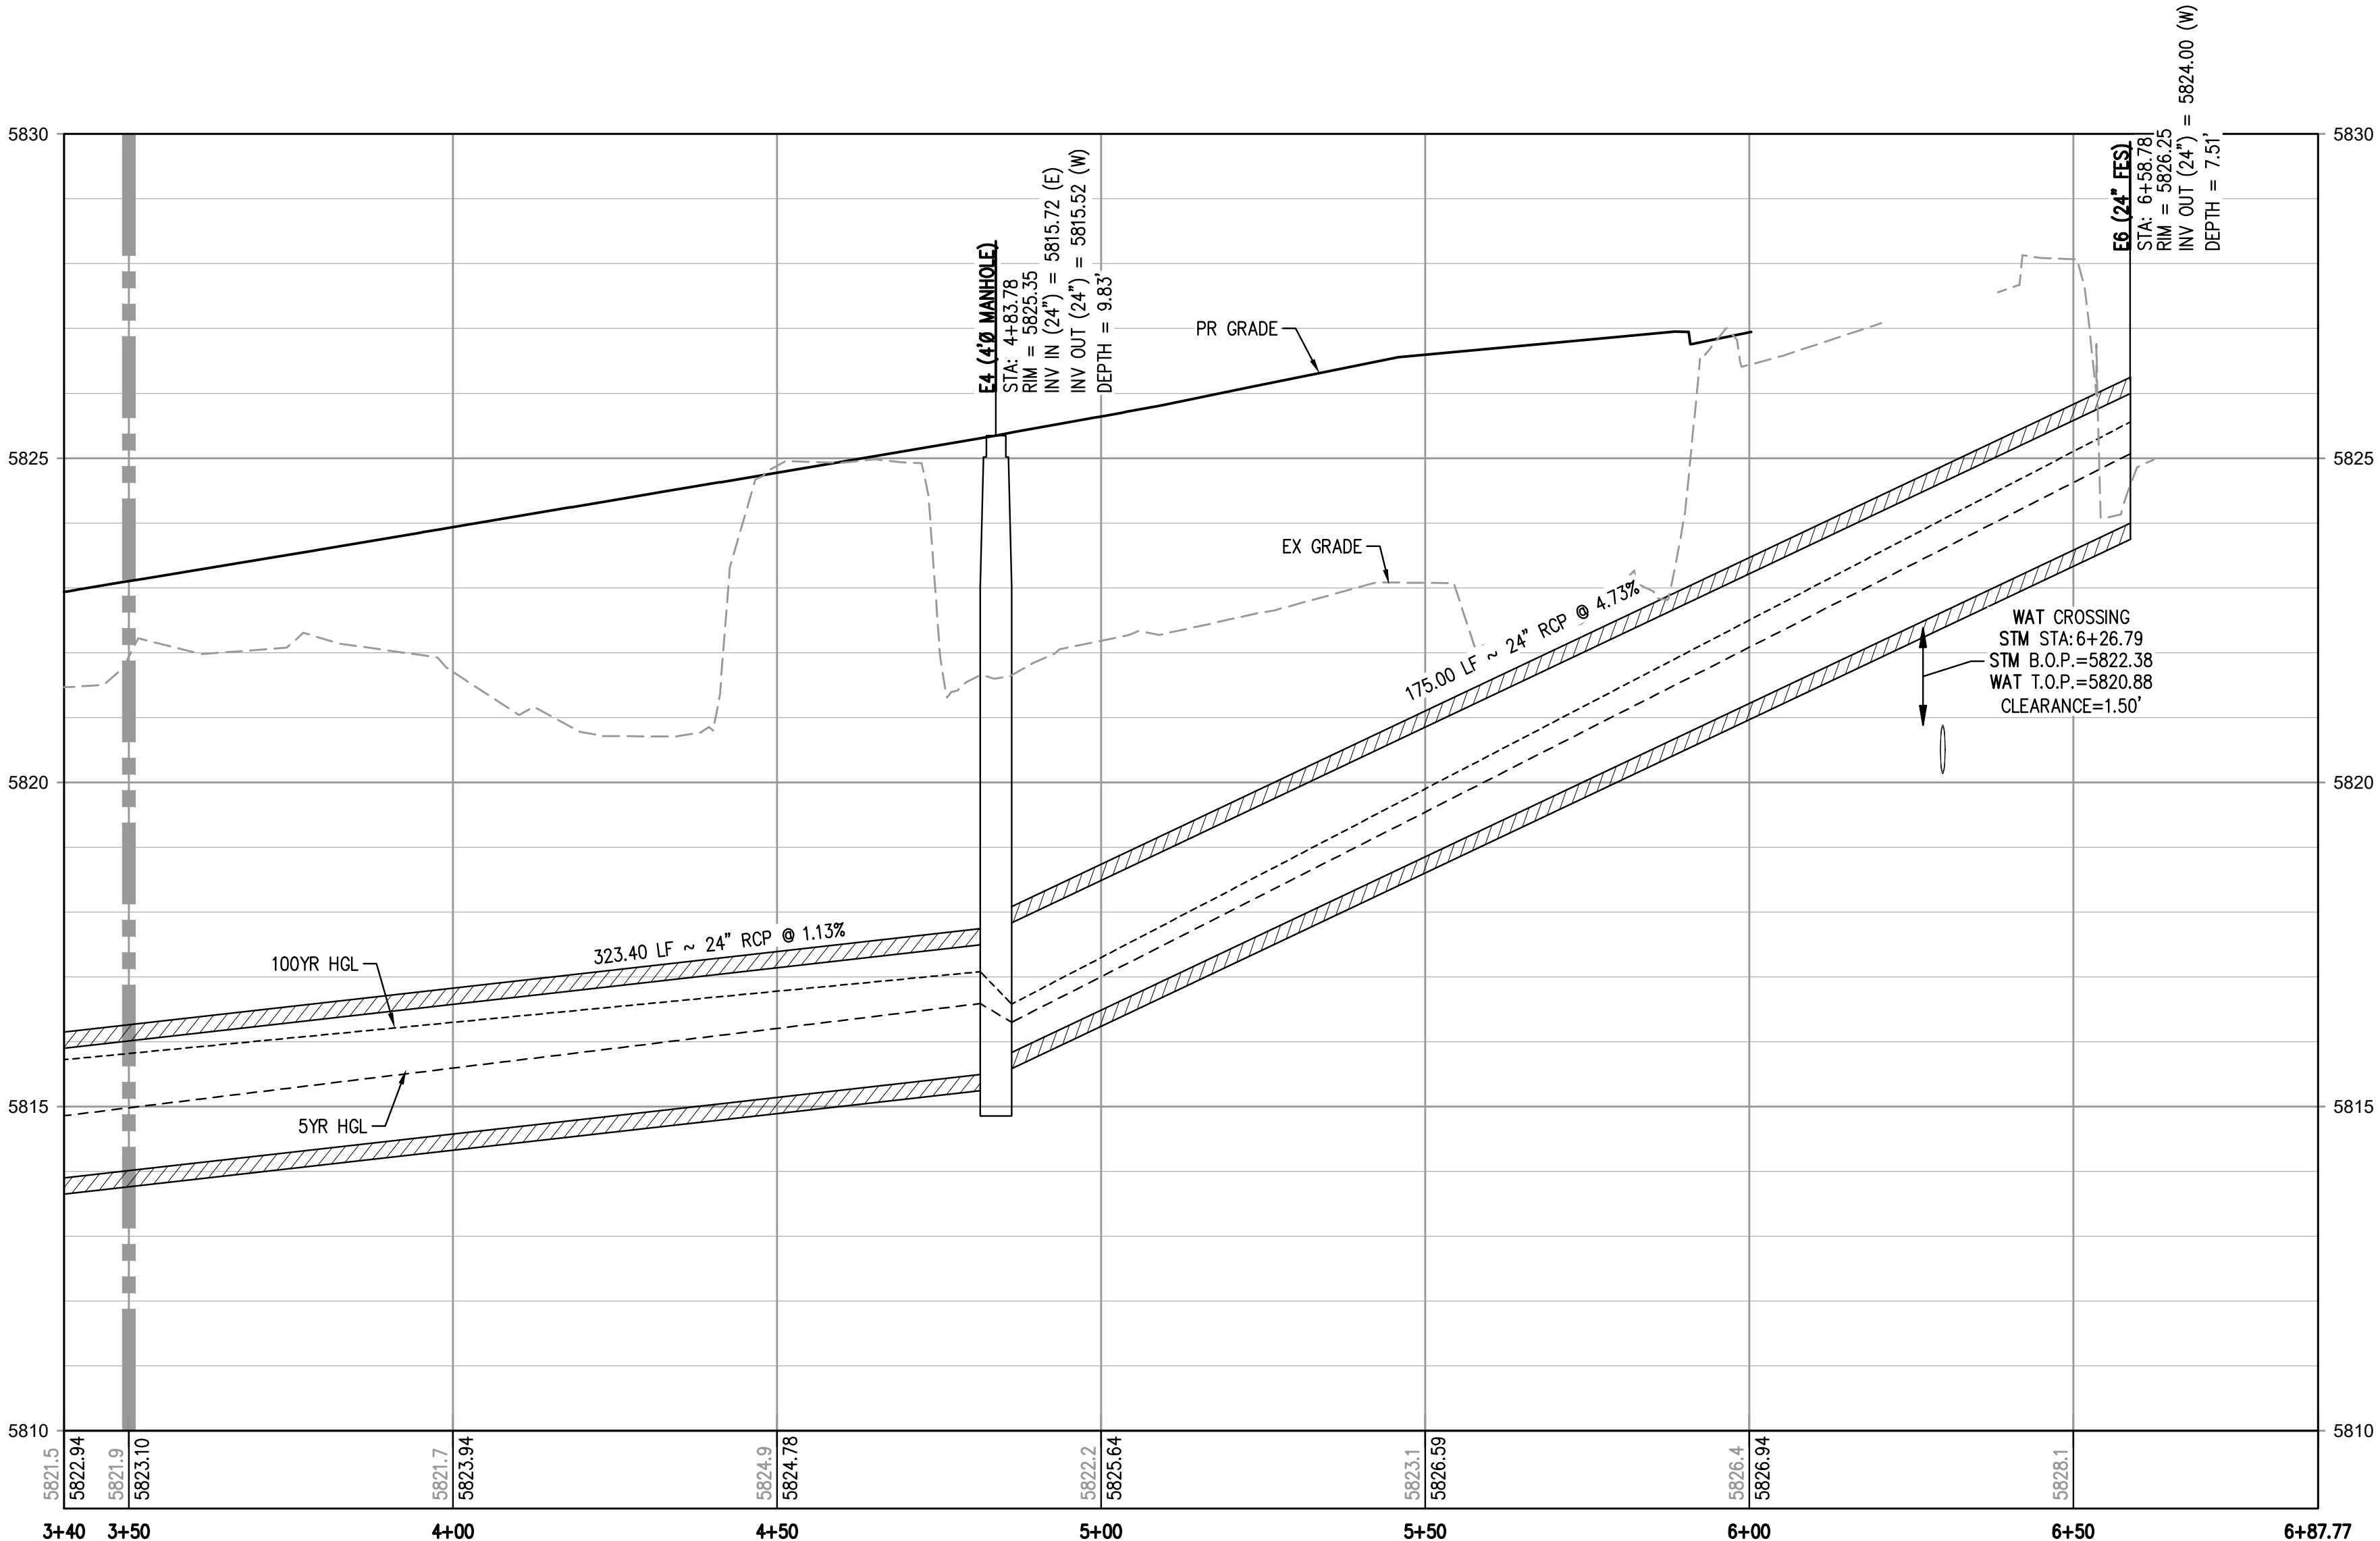 E6 (24" FES)
STA: 6+58.78
RIM = 5826.25
INV OUT (24") = 5824.00 (W)
DEPTH = 7.51'
5830
5830
E4 (4'Ø MANHOLE)
STA: 4+83.78
RIM = 5825.35
INV IN (24") = 5815.72 (E)
INV OUT (24") = 5815.52 (W)
DEPTH = 9.83'
PR GRADE
5825
5825
EX GRADE
175.00 LF ~ 24" RCP @ 4.73%
WAT CROSSING
STM STA:6+26.79
STM B.O.P.=5822.38
WAT T.O.P.=5820.88
CLEARANCE=1.50'
5820
5820
323.40 LF ~ 24" RCP @ 1.13%
100YR HGL
5815
5815
5YR HGL
5810
5810
5821.5
5822.94
5821.9
5823.10
5821.7
5823.94
5824.9
5824.78
5822.2
5825.64
5823.1
5826.59
5826.4
5826.94
5828.1
3+40 3+50 4+00 4+50 5+00 5+50 6+00 6+50 6+87.77